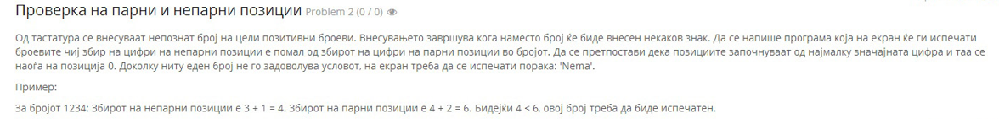 Проверка на парни и непарни позиции Problem 2 (0 / 0)
Од тастатура се внесуваат непознат број на цели позитивни броеви. Внесувањето завршува кога наместо број ќе биде внесен некаков знак. Да се напише програма која на екран ќе ги испечати
броевите чиј збир на цифри на непарни позиции е помал од збирот на цифри на парни позиции во бројот. Да се претпостави дека позициите започнуваат од најмалку значајната цифра и таа се
наоѓа на позиција 0. Доколку ниту еден број не го задоволува условот, на екран треба да се испечати порака: 'Nema'.
Пример:
За бројот 1234: Збирот на непарни позиции е 3 + 1 = 4. Збирот на парни позиции е 4 + 2 = 6. Бидејќи 4 < 6, овој број треба да биде испечатен.